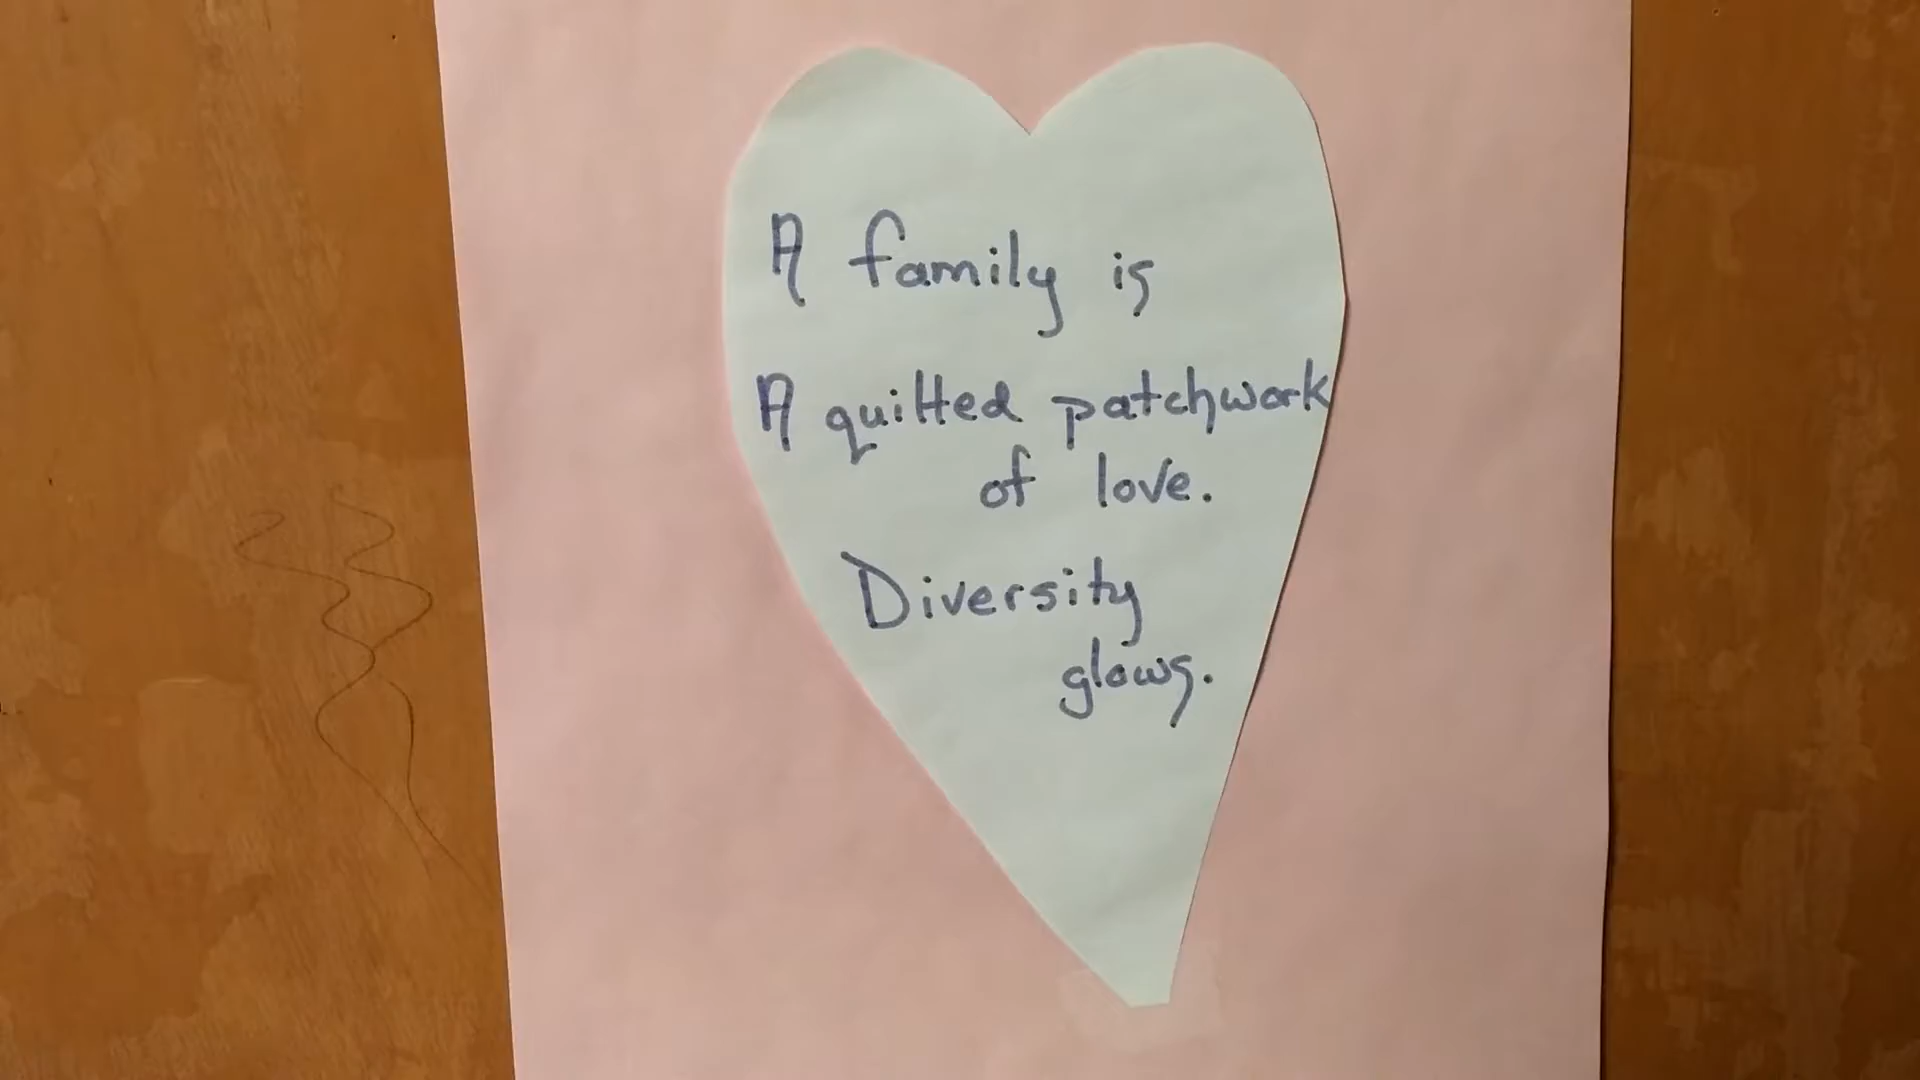 A family is
A quilted patchwork
of love.
Diversity
glows.